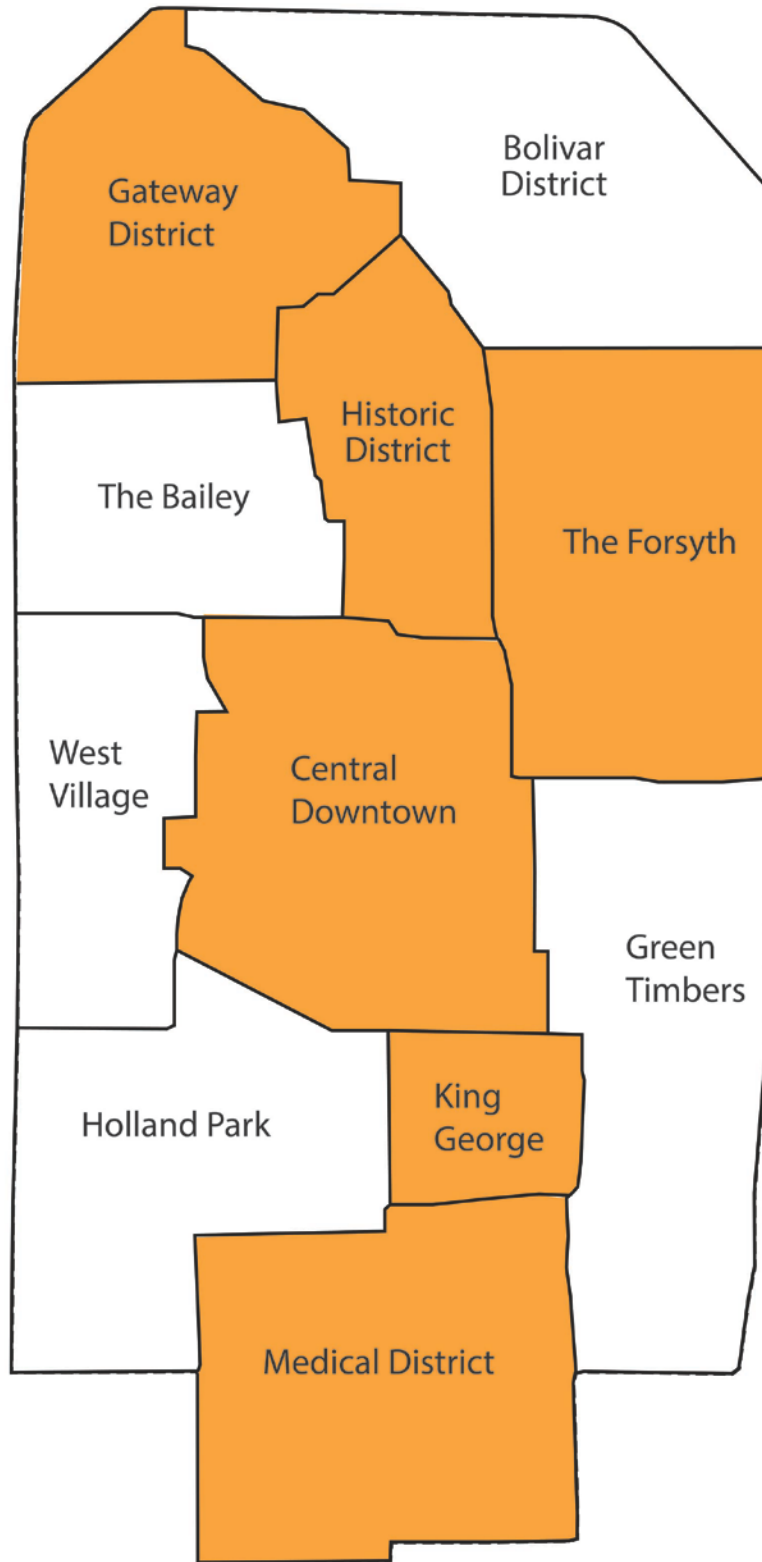 Bolivar
District
Gateway
District
Historic
District
The Bailey
The Forsyth
West
Village
Central
Downtown
Green
Timbers
King
George
Holland Park
Medical District